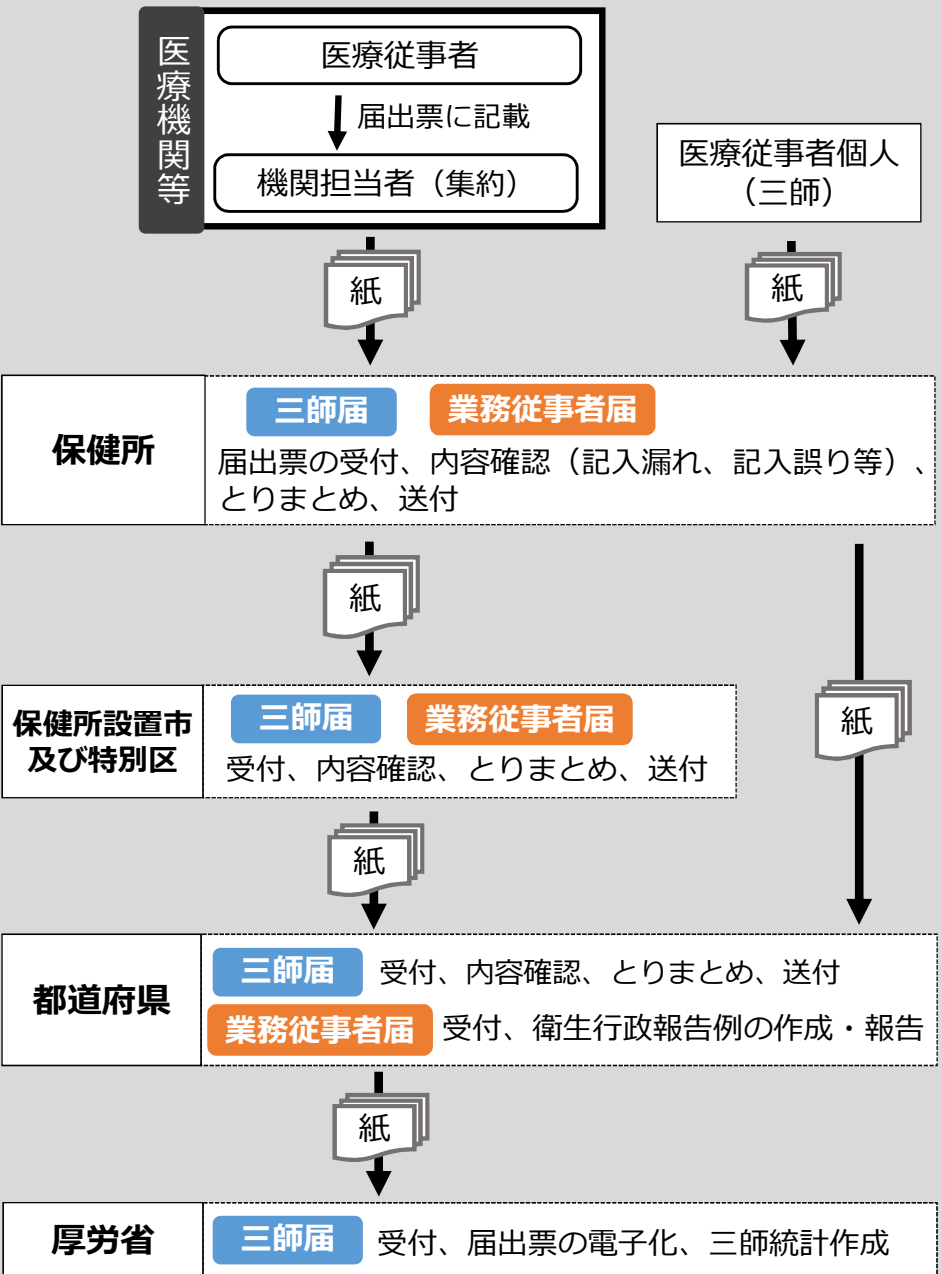 医療機関等
医療従事者
届出票に記載
機関担当者（集約）
医療従事者個人
（三師）
紙
紙
保健所
三師届
業務従事者届
届出票の受付、内容確認（記入漏れ、記入誤り等）、
とりまとめ、送付
紙
保健所設置市
及び特別区
三師届
業務従事者届
受付、内容確認、とりまとめ、送付
紙
紙
都道府県
三師届 受付、内容確認、とりまとめ、送付
業務従事者届 受付、衛生行政報告例の作成・報告
紙
厚労省
三師届 受付、届出票の電子化、三師統計作成